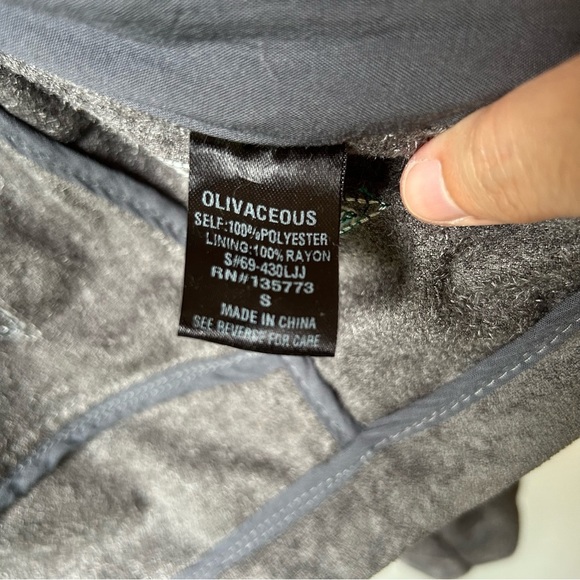 OLIVACEOUS
SELF:100%POLYESTER
LINING:100% RAYON
S#69-430LJJ
RN#135773
S
MADE IN CHINA
SEE REVERSE FOR CARE